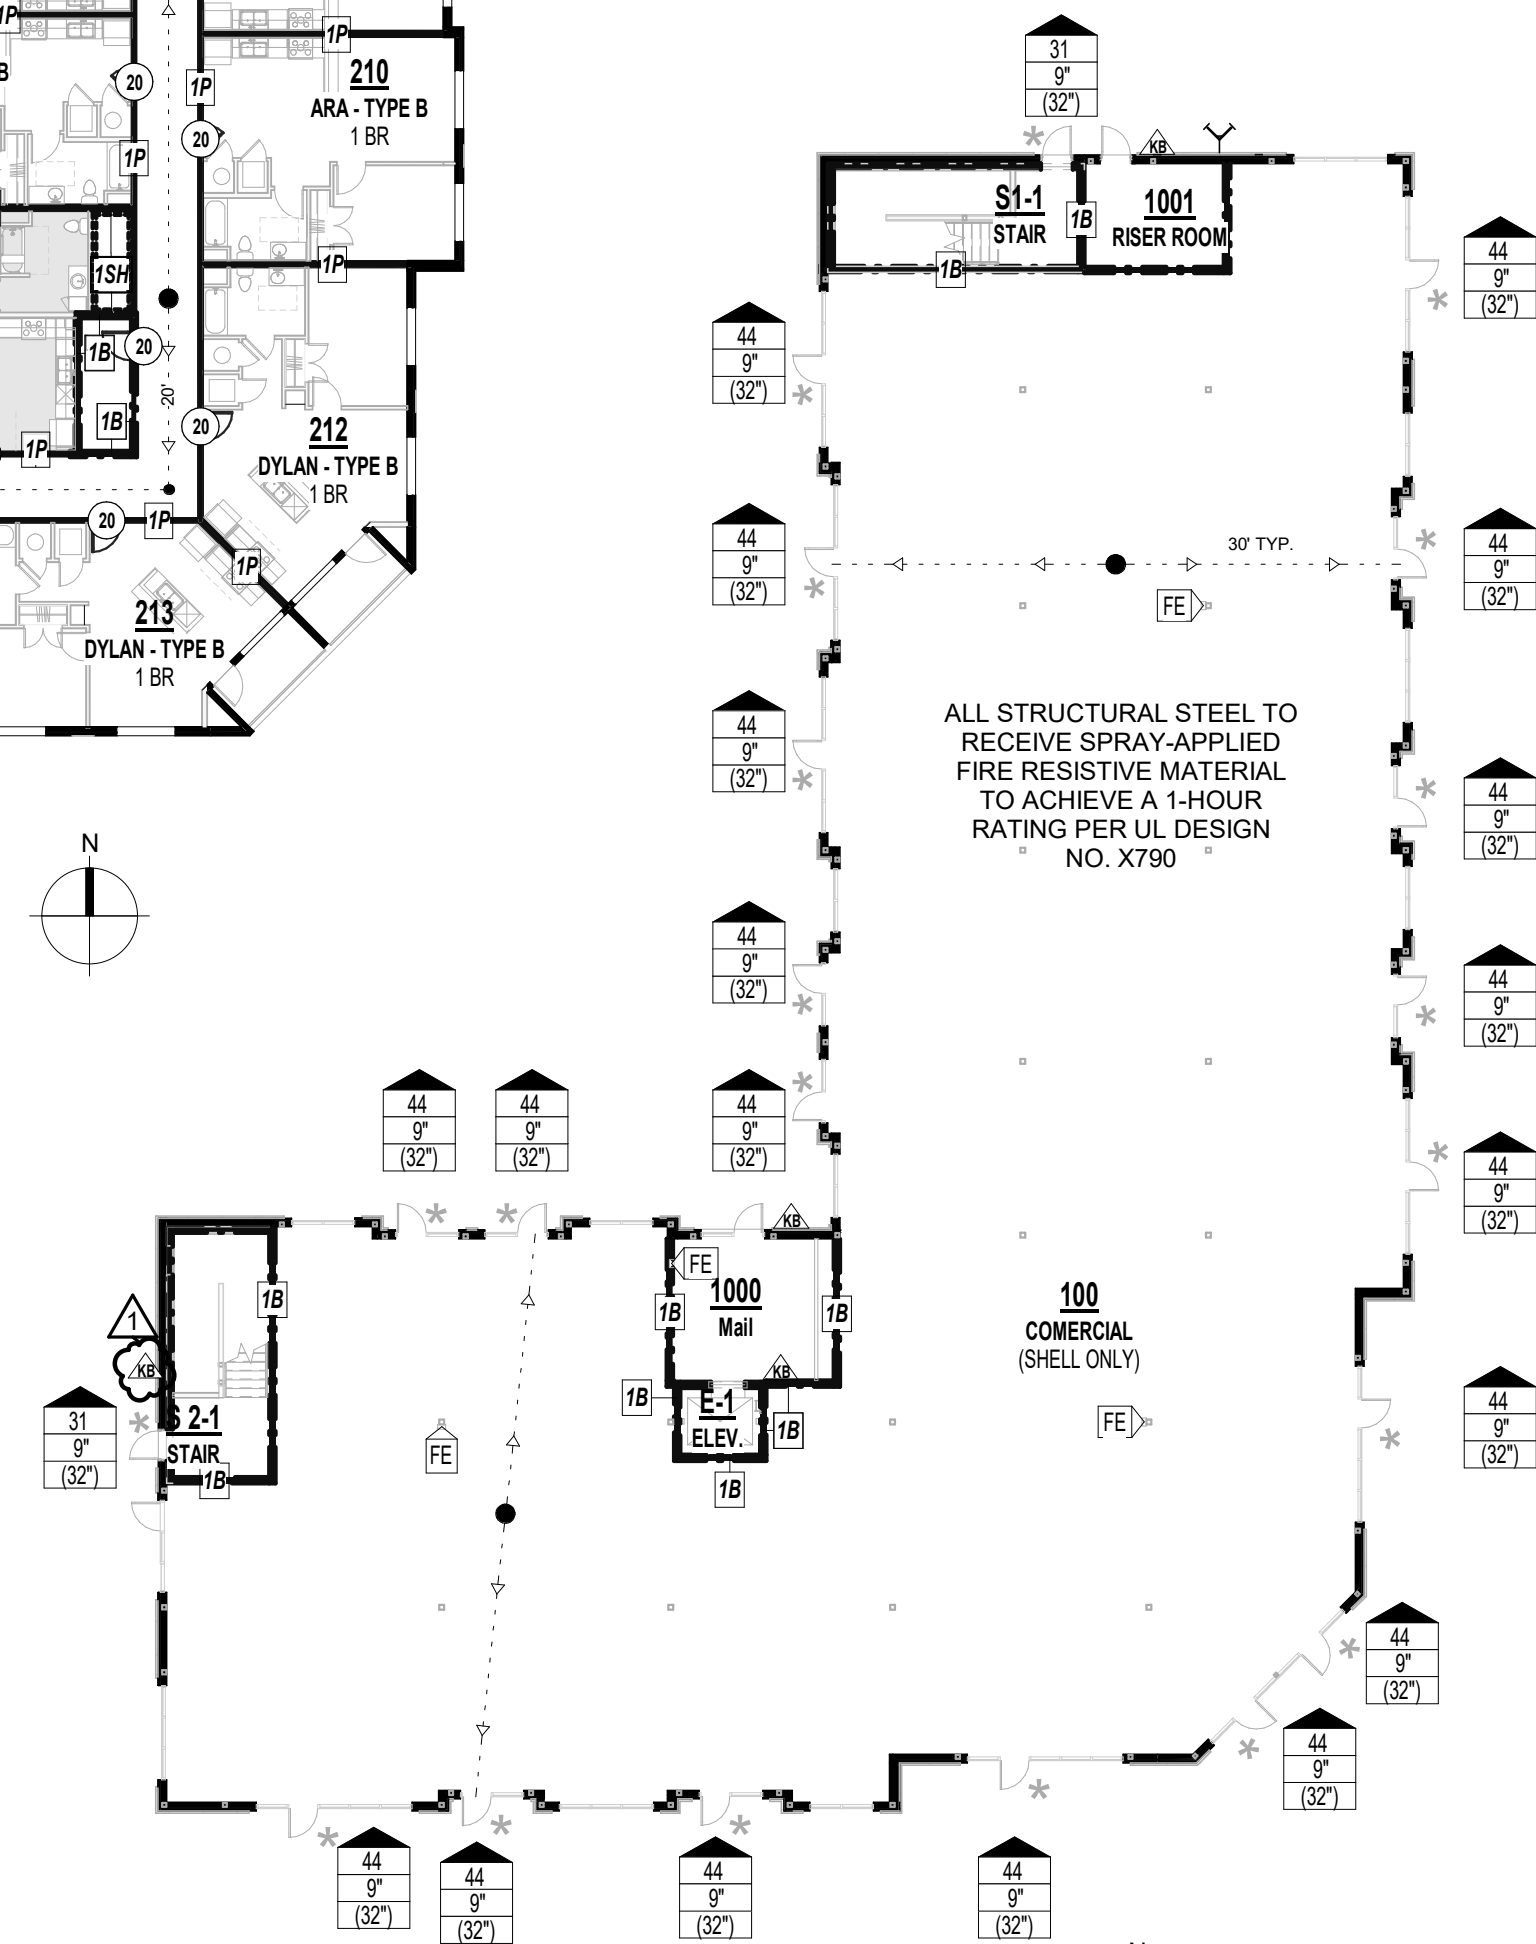 1P
1P
31
9"
(32")
210
ARA - TYPE B
1 BR
B
20
1P
20
1P
KB
S1-1
STAIR
1B
1001
RISER ROOM
1B
1P
1SH
44
9"
(32")
20
1B
44
9"
(32")
20'
1B
20
212
DYLAN - TYPE B
1 BR
1P
20
1P
44
9"
(32")
30' TYP.
44
9"
(32")
1P
FE
213
DYLAN - TYPE B
1 BR
44
9"
(32")
ALL STRUCTURAL STEEL TO
RECEIVE SPRAY-APPLIED
FIRE RESISTIVE MATERIAL
TO ACHIEVE A 1-HOUR
RATING PER UL DESIGN
NO. X790
44
9"
(32")
N
44
9"
(32")
44
9"
(32")
44
9"
(32")
44
9"
(32")
44
9"
(32")
44
9"
(32")
KB
FE
1000
Mail
1B
1B
1B
100
COMERCIAL
(SHELL ONLY)
1
KB
KB
31
9"
(32")
S 2-1
STAIR
1B
1B
E-1
ELEV.
1B
1B
FE
FE
44
9"
(32")
44
9"
(32")
44
9"
(32")
44
9"
(32")
44
9"
(32")
44
9"
(32")
44
9"
(32")